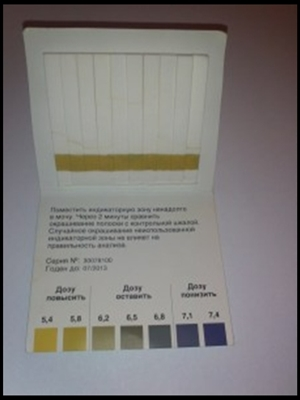 Поместить индикаторную зону ненадолго
в мочу. Через 2 минуты сравнить
окрашивание полоски с контрольной шкалой.
Случайное окрашивание неиспользованной
индикаторной зоны не влияет на
правильность анализа.
Серия №:
Годен до: 07/2013
Дозу повысить
Дозу оставить
Дозу понизить
5,4 5,8 6,2 6,5 6,8 7,1 7,4